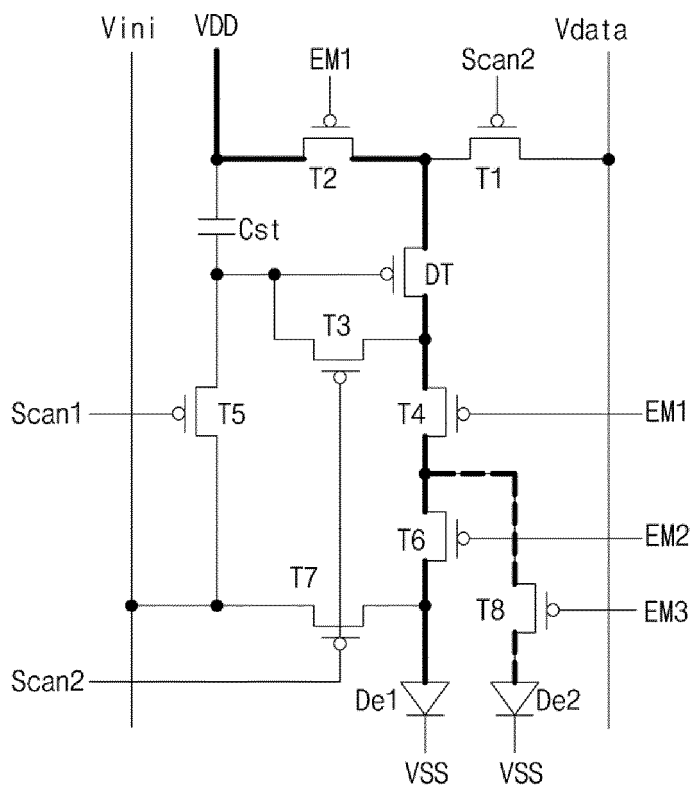 Vini VDD Vdata
EM1 Scan2
T2 T1
Cst
DT
T3
Scan1 T5 T4 EM1
T6 EM2
T7 T8 EM3
Scan2 De1 De2
VSS VSS